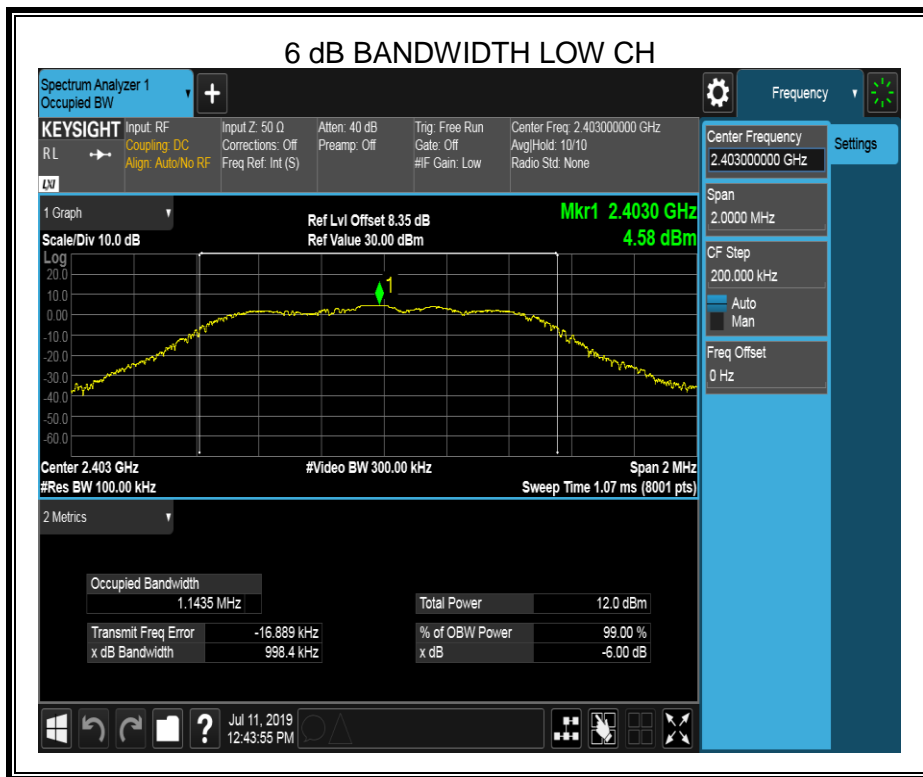 6 dB BANDWIDTH LOW CH
Spectrum Analyzer 1
Occupied BW
+
Frequency
KEYSIGHT
RL
LXI
Input: RF
Coupling: DC
Align: Auto/No RF
Input Z: 50 Ω
Corrections: Off
Freq Ref: Int (S)
Atten: 40 dB
Preamp: Off
Trig: Free Run
Gate: Off
#IF Gain: Low
Center Freq: 2.403000000 GHz
Avg|Hold: 10/10
Radio Std: None
Center Frequency
2.403000000 GHz
Settings
Span
2.0000 MHz
CF Step
200.000 kHz
Auto
Man
Freq Offset
0 Hz
1 Graph
Scale/Div 10.0 dB
Ref Lvl Offset 8.35 dB
Ref Value 30.00 dBm
Mkr1 2.4030 GHz
4.58 dBm
Log
20.0
10.0
0.00
-10.0
-20.0
-30.0
-40.0
-50.0
-60.0
1
Center 2.403 GHz
#Video BW 300.00 kHz
Span 2 MHz
#Res BW 100.00 kHz
Sweep Time 1.07 ms (8001 pts)
2 Metrics
Occupied Bandwidth
1.1435 MHz
Total Power 12.0 dBm
Transmit Freq Error -16.889 kHz
% of OBW Power 99.00 %
x dB Bandwidth 998.4 kHz
x dB -6.00 dB
?
Jul 11, 2019
12:43:55 PM